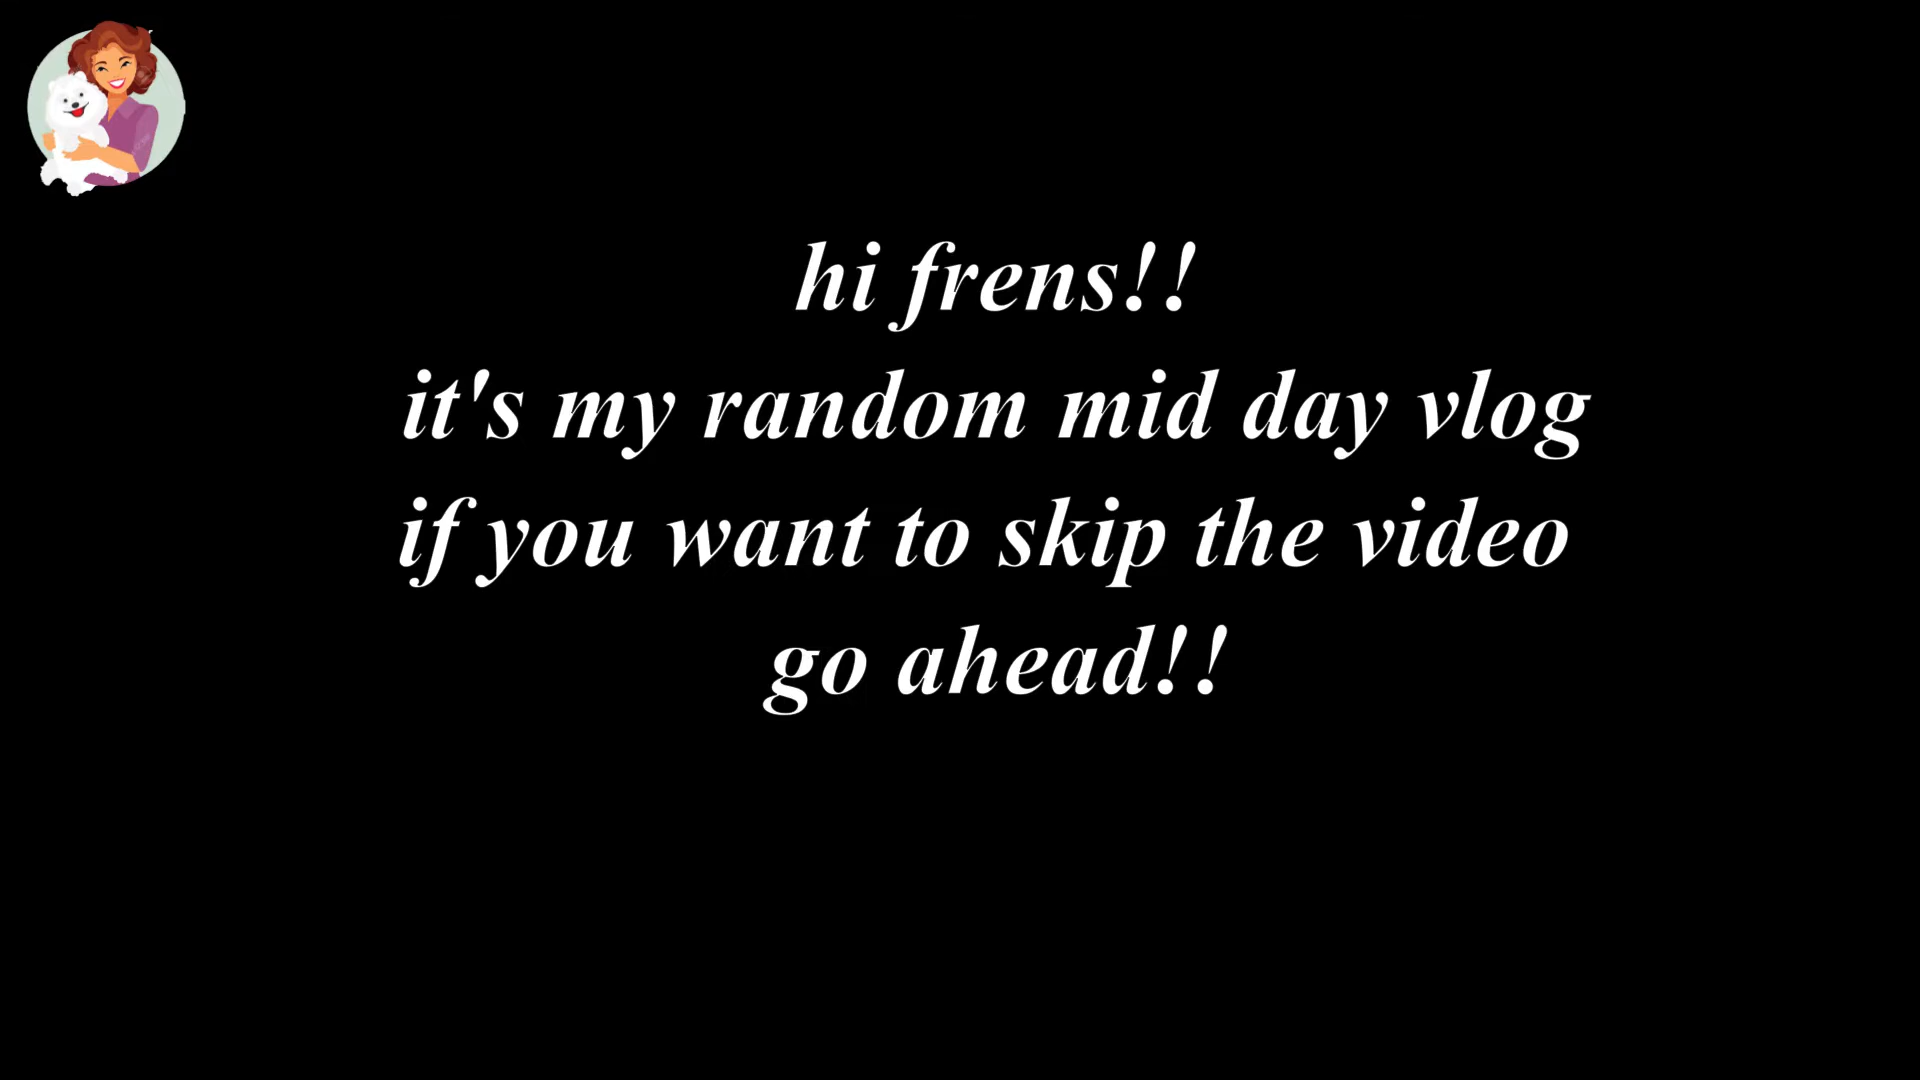 hi frens!!
it's my random mid day vlog
if you want to skip the video
go ahead!!